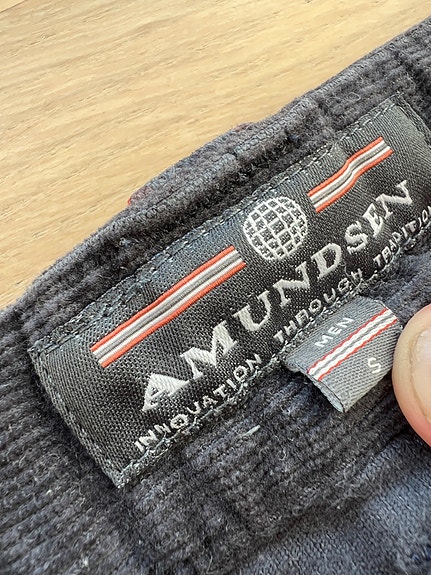 AMUNDSEN
INNOVATION THROUGH TRADITION
MEN
S